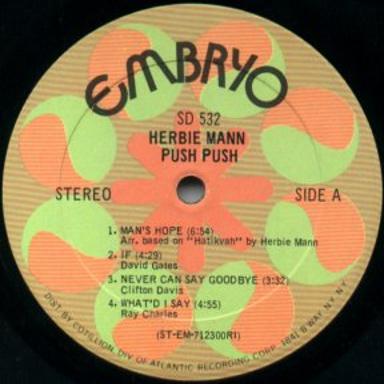 EMBRYO
SD 532
HERBIE MANN
PUSH PUSH
STEREO
SIDE A
1. MAN'S HOPE (6:54)
Arr. based on "Hatikvah" by Herbie Mann
2. IF (4:29)
David Gates
3. NEVER CAN SAY GOODBYE (3:32)
Clifton Davis
4. WHAT'D I SAY (4:55)
Ray Charles
(ST-EM-712300R1)
DIST. BY COTILLION, DIV. OF ATLANTIC RECORDING CORP. 1841 B'WAY, N.Y. N.Y.